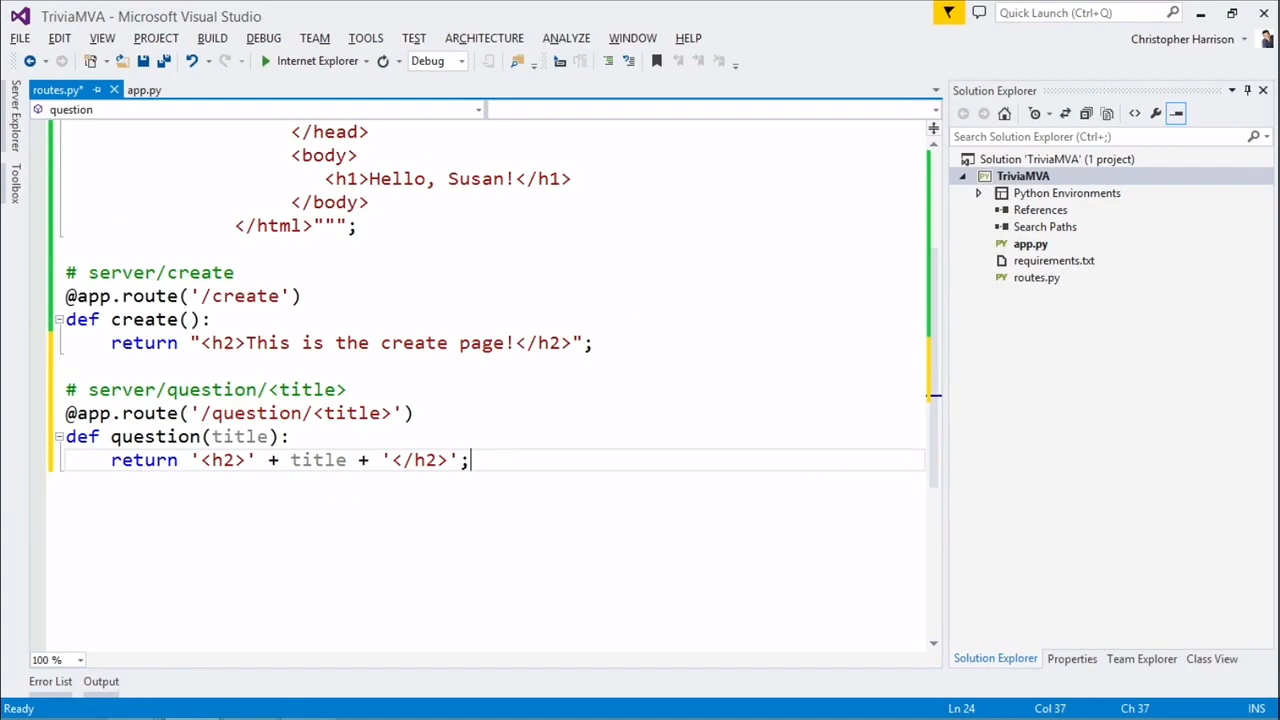 TriviaMVA - Microsoft Visual Studio
Quick Launch (Ctrl+Q)
FILE EDIT VIEW PROJECT BUILD DEBUG TEAM TOOLS TEST ARCHITECTURE ANALYZE WINDOW HELP
Christopher Harrison
Internet Explorer
Debug
Server Explorer
Toolbox
routes.py*
app.py
question
</head>
<body>
<h1>Hello, Susan!</h1>
</body>
</html>""";
# server/create
@app.route('/create')
def create():
return "<h2>This is the create page!</h2>";
# server/question/<title>
@app.route('/question/<title>')
def question(title):
return '<h2>' + title + '</h2>';
100 %
Solution Explorer
Search Solution Explorer (Ctrl+;)
Solution 'TriviaMVA' (1 project)
PY TriviaMVA
Python Environments
References
Search Paths
PY app.py
requirements.txt
PY routes.py
Solution Explorer Properties Team Explorer Class View
Error List Output
Ready
Ln 24 Col 37 Ch 37 INS